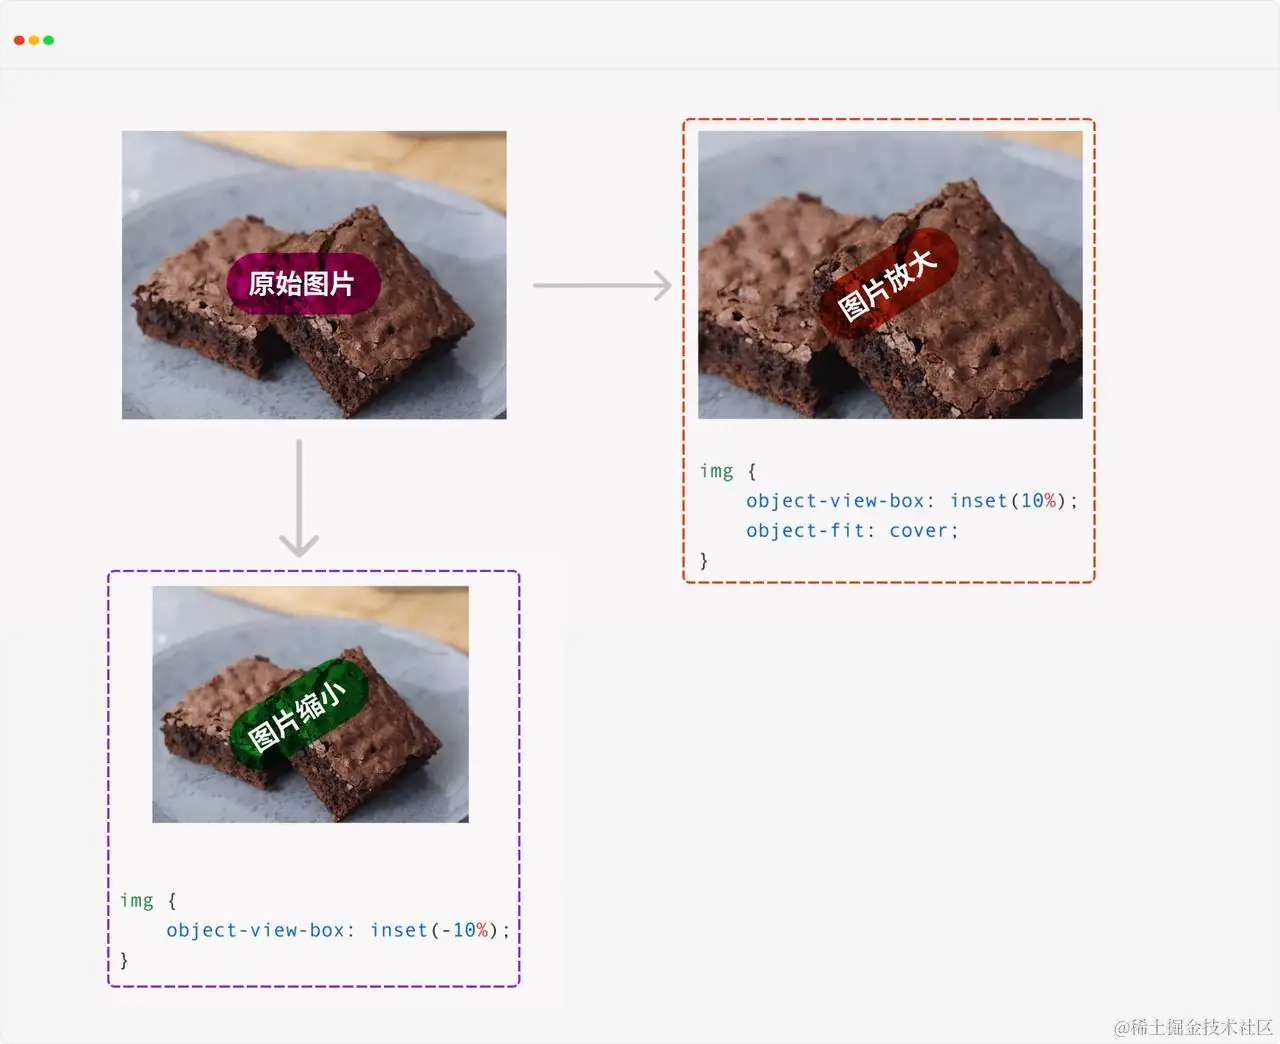 原始图片
图片放大
img {
    object-view-box: inset(10%);
    object-fit: cover;
}
图片缩小
img {
    object-view-box: inset(-10%);
}
@稀土掘金技术社区